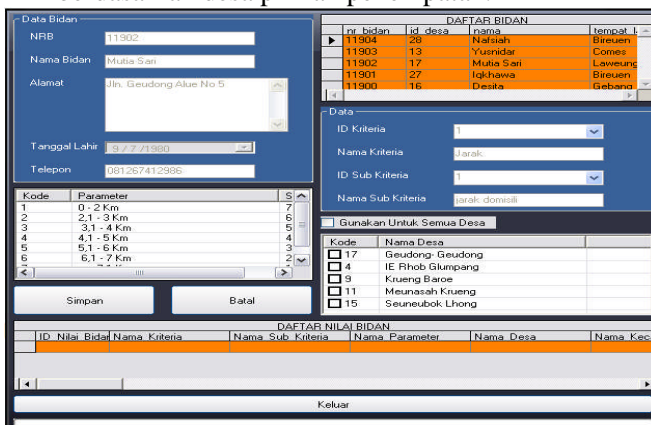 Data Bidan
NRB 11902
Nama Bidan Mutia Sari
Alamat Jln. Geudong Alue No 5
Tanggal Lahir 9 / 7 /1980
Telepon 081267412986
DAFTAR BIDAN
nr_bidan id_desa nama tempat_l
11904 28 Nafsiah Bireuen
11903 13 Yusnidar Comes
11902 17 Mutia Sari Laweung
11901 27 Iqkhawa Bireuen
11900 16 Desita Gebang
Data
ID Kriteria 1
Nama Kriteria Jarak
ID Sub Kriteria 1
Nama Sub Kriteria jarak domisili
Kode Parameter S
1 0 - 2 Km 7
2 2,1 - 3 Km 6
3 3,1 - 4 Km 5
4 4,1 - 5 Km 4
5 5,1 - 6 Km 3
6 6,1 - 7 Km 2
Gunakan Untuk Semua Desa
Kode Nama Desa
17 Geudong- Geudong
4 IE Rhob Glumpang
9 Krueng Baroe
11 Meunasah Krueng
15 Seuneubok Lhong
Simpan Batal
DAFTAR NILAI BIDAN
ID_Nilai_Bidan Nama_Kriteria Nama_Sub_Kriteria Nama_Parameter Nama_Desa Nama_Kec
Keluar